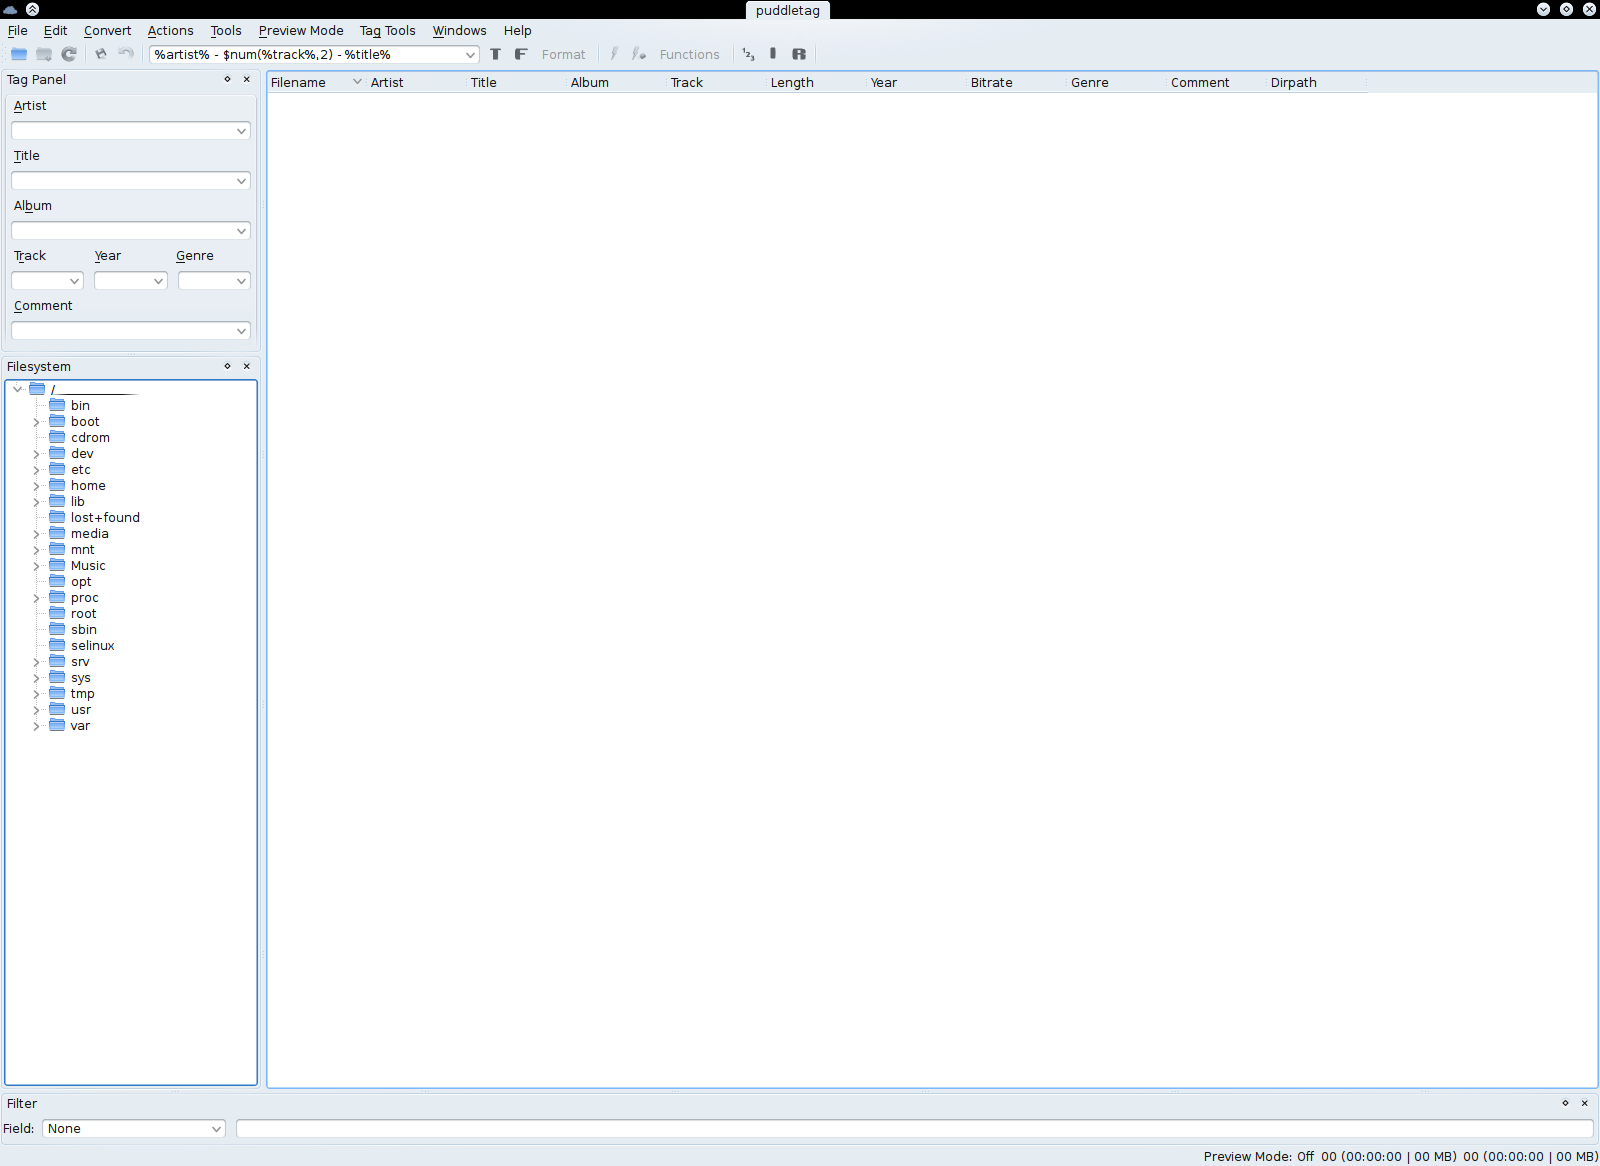 puddletag
File Edit Convert Actions Tools Preview Mode Tag Tools Windows Help
%artist% - $num(%track%,2) - %title% T F Format Functions 123 R
Tag Panel
Artist
Title
Album
Track Year Genre
Comment
Filename Artist Title Album Track Length Year Bitrate Genre Comment Dirpath
Filesystem
/
bin
boot
cdrom
dev
etc
home
lib
lost+found
media
mnt
Music
opt
proc
root
sbin
selinux
srv
sys
tmp
usr
var
Filter
Field: None
Preview Mode: Off 00 (00:00:00 | 00 MB) 00 (00:00:00 | 00 MB)